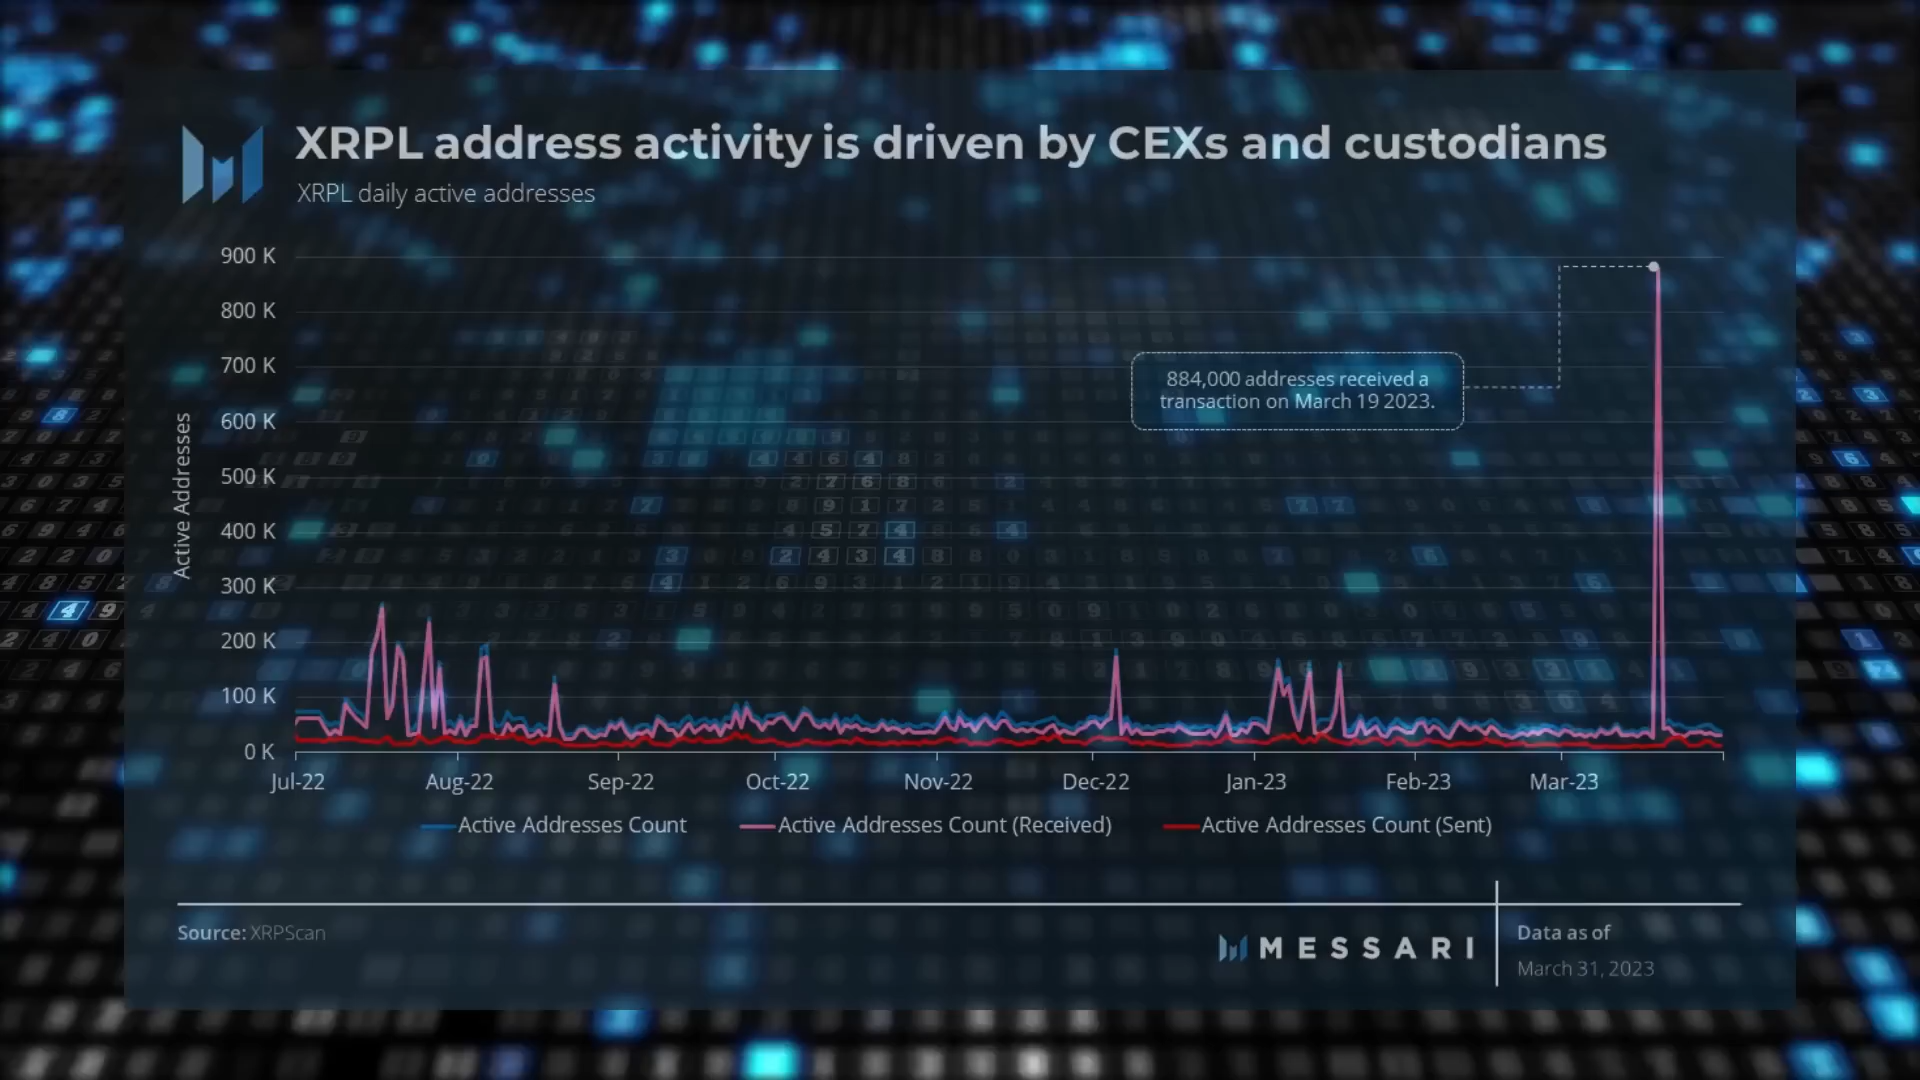 XRPL address activity is driven by CEXs and custodians
XRPL daily active addresses
Active Addresses
900 K
800 K
700 K
600 K
500 K
400 K
300 K
200 K
100 K
0 K
884,000 addresses received a
transaction on March 19 2023.
Jul-22 Aug-22 Sep-22 Oct-22 Nov-22 Dec-22 Jan-23 Feb-23 Mar-23
Active Addresses Count Active Addresses Count (Received) Active Addresses Count (Sent)
Source: XRPScan
MESSARI
Data as of
March 31, 2023